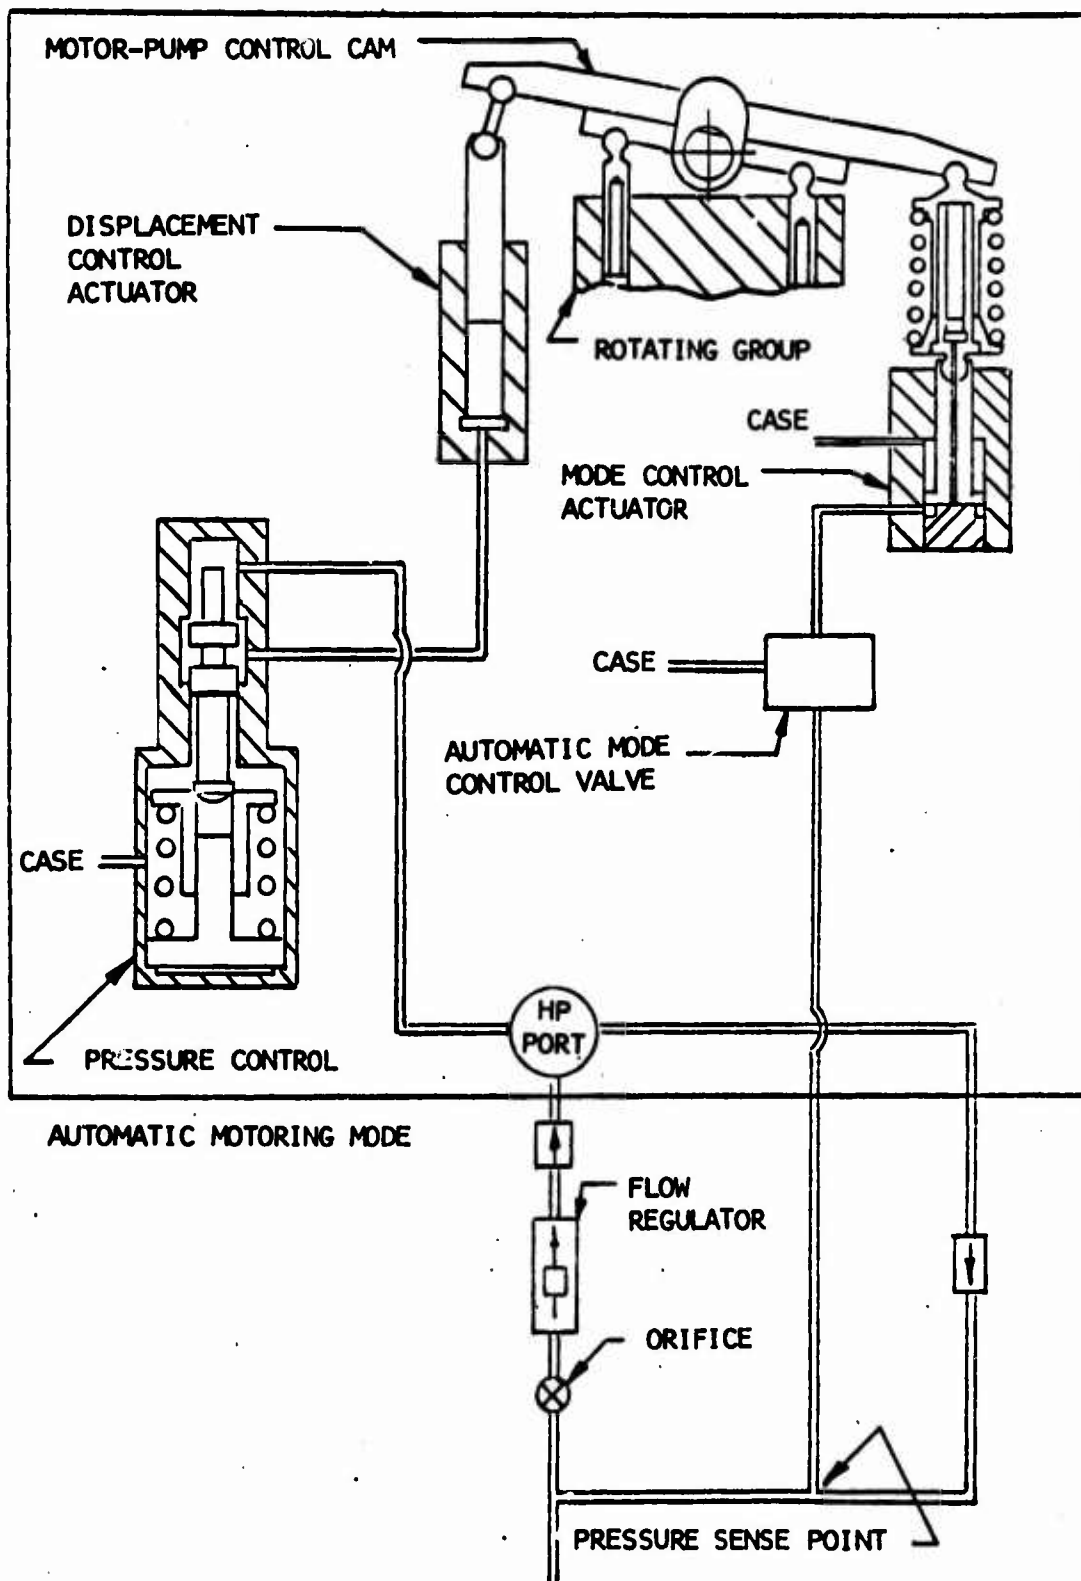 MOTOR-PUMP CONTROL CAM
DISPLACEMENT
CONTROL
ACTUATOR
ROTATING GROUP
CASE
MODE CONTROL
ACTUATOR
CASE
AUTOMATIC MODE
CONTROL VALVE
CASE
HP
PORT
PRESSURE CONTROL
AUTOMATIC MOTORING MODE
FLOW
REGULATOR
ORIFICE
PRESSURE SENSE POINT